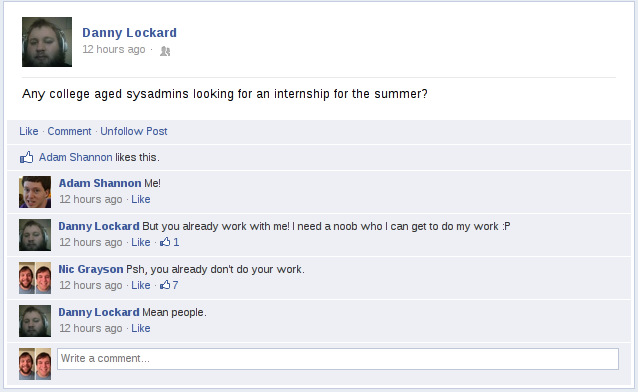 Danny Lockard
12 hours ago ·
Any college aged sysadmins looking for an internship for the summer?
Like · Comment · Unfollow Post
Adam Shannon likes this.
Adam Shannon Me!
12 hours ago · Like
Danny Lockard But you already work with me! I need a noob who I can get to do my work :P
12 hours ago · Like · 1
Nic Grayson Psh, you already don't do your work.
12 hours ago · Like · 7
Danny Lockard Mean people.
12 hours ago · Like
Write a comment...